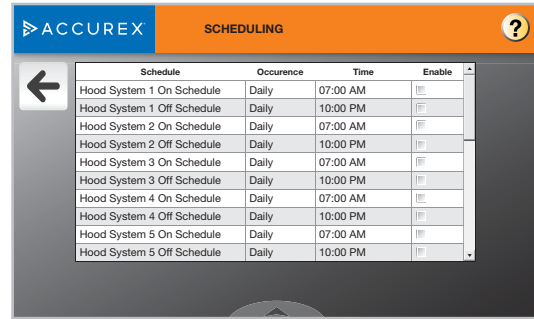 ACCUREX SCHEDULING ?
Schedule Occurence Time Enable
Hood System 1 On Schedule Daily 07:00 AM
Hood System 1 Off Schedule Daily 10:00 PM
Hood System 2 On Schedule Daily 07:00 AM
Hood System 2 Off Schedule Daily 10:00 PM
Hood System 3 On Schedule Daily 07:00 AM
Hood System 3 Off Schedule Daily 10:00 PM
Hood System 4 On Schedule Daily 07:00 AM
Hood System 4 Off Schedule Daily 10:00 PM
Hood System 5 On Schedule Daily 07:00 AM
Hood System 5 Off Schedule Daily 10:00 PM